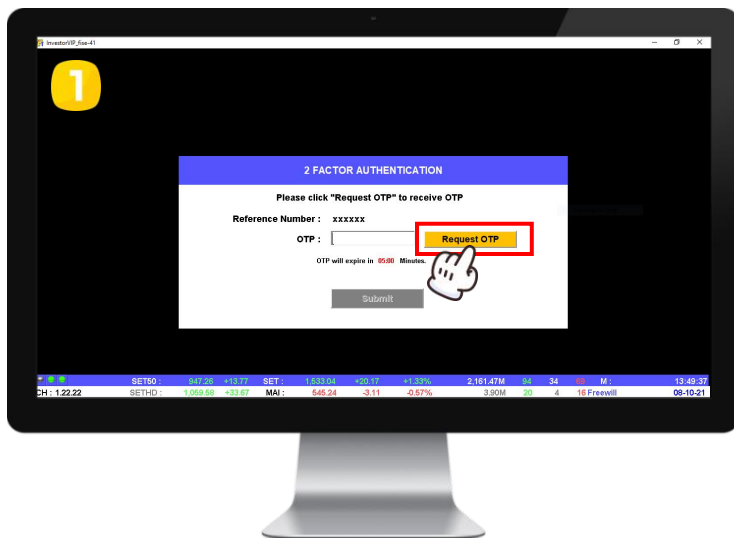 InvestorVIP_fise-41
1
2 FACTOR AUTHENTICATION
Please click "Request OTP" to receive OTP
Reference Number : xxxxxx
OTP : Request OTP
OTP will expire in 05:00 Minutes.
Submit
SET50 : 947.26 +13.77 SET : 1,633.04 +20.17 +1.33% 2,161.47M 94 34 M : 13:49:37
CH : 1.22.22 SETHD : 1,059.58 +33.67 MAI : 545.24 -3.11 -0.57% 3.90M 20 4 16 Freewill 08-10-21